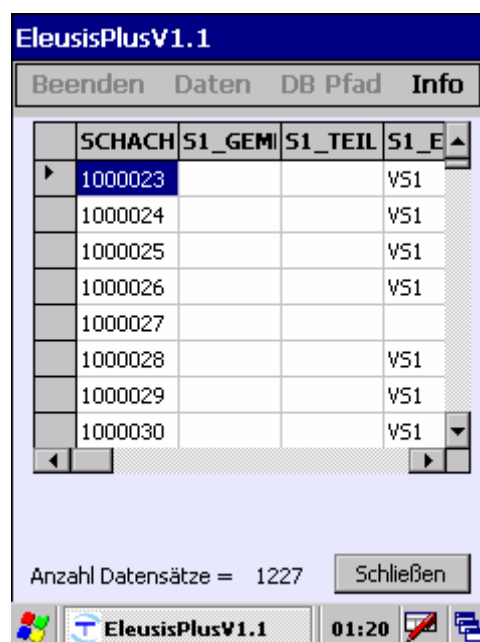 EleusisPlusV1.1
Beenden Daten DB Pfad Info
SCHACH S1_GEM S1_TEIL S1_E
1000023 VS1
1000024 VS1
1000025 VS1
1000026 VS1
1000027
1000028 VS1
1000029 VS1
1000030 VS1
Anzahl Datensätze = 1227 Schließen
EleusisPlusV1.1 01:20